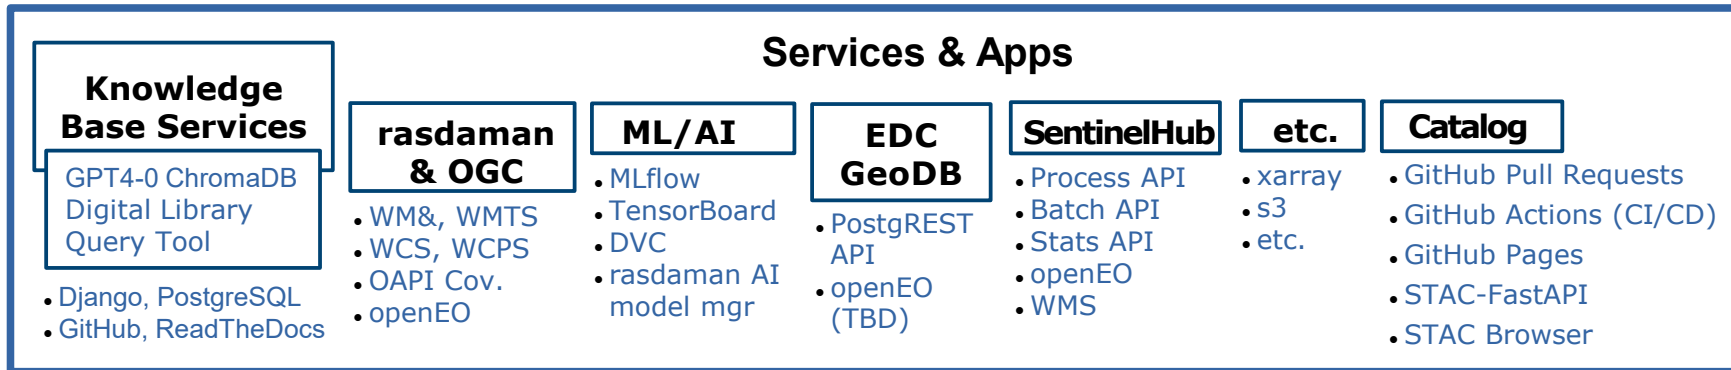 Services & Apps
Knowledge
Base Services
GPT4-0 ChromaDB
Digital Library
Query Tool
• Django, PostgreSQL
• GitHub, ReadTheDocs
rasdaman
& OGC
• WM&, WMTS
• WCS, WCPS
• OAPI Cov.
• openEO
ML/AI
• MLflow
• TensorBoard
• DVC
• rasdaman AI
model mgr
EDC
GeoDB
• PostgREST
API
• openEO
(TBD)
SentinelHub
• Process API
• Batch API
• Stats API
• openEO
• WMS
etc.
• xarray
• s3
• etc.
Catalog
• GitHub Pull Requests
• GitHub Actions (CI/CD)
• GitHub Pages
• STAC-FastAPI
• STAC Browser